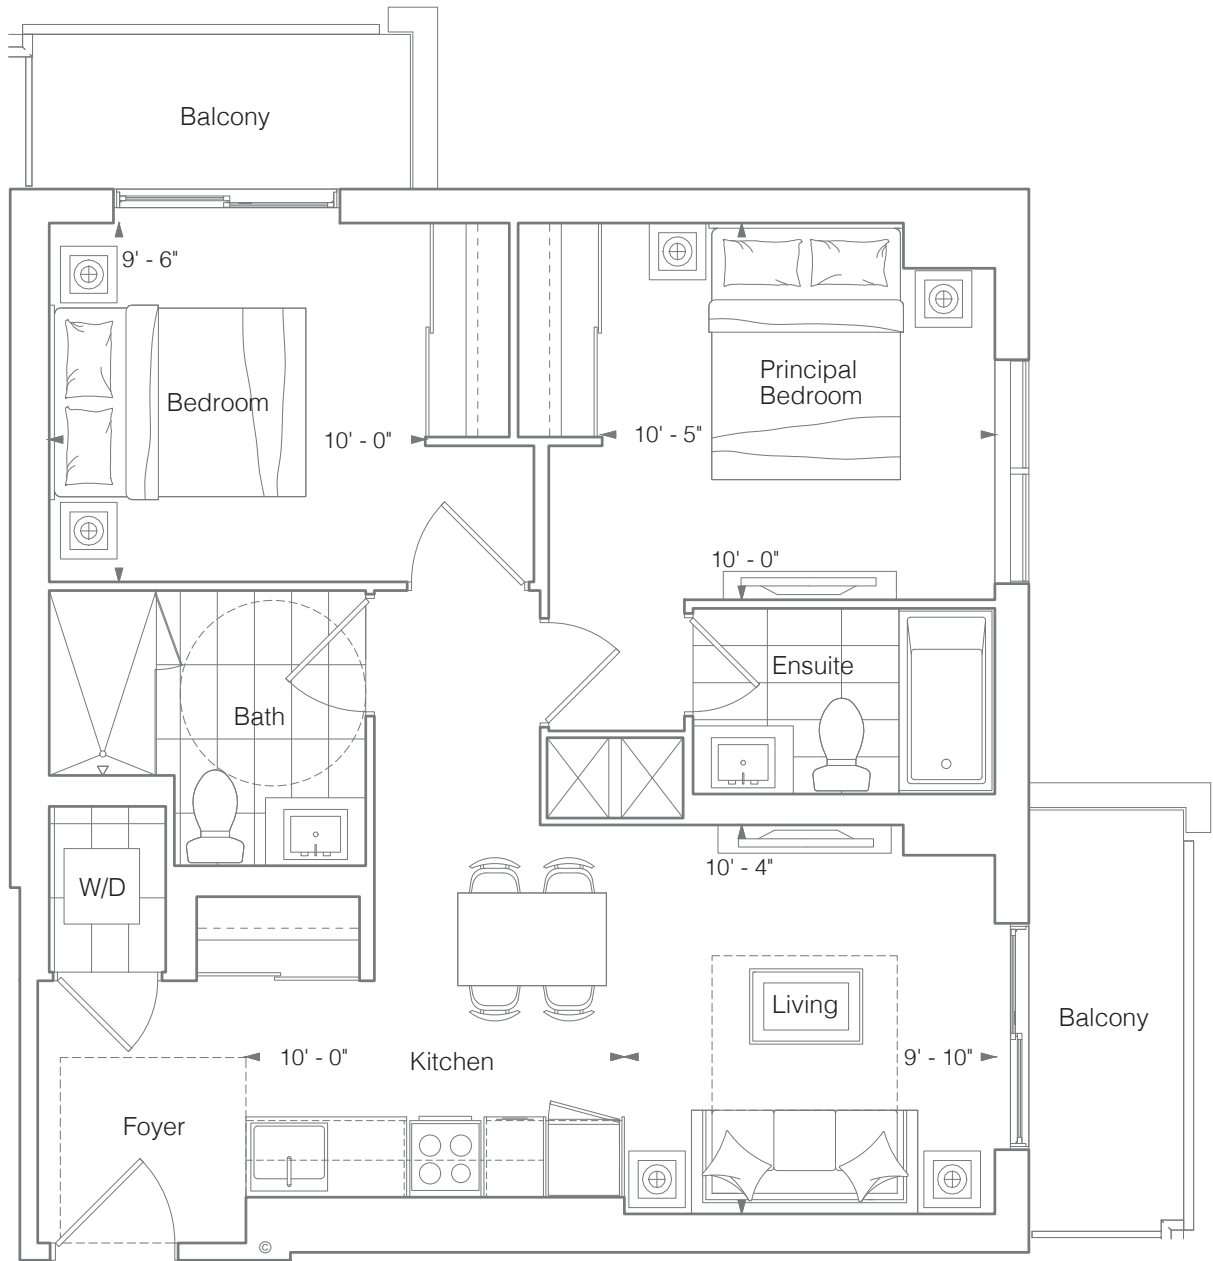 Balcony
9' - 6"
Principal
Bedroom
Bedroom
10' - 0"
10' - 5"
10' - 0"
Ensuite
Bath
10' - 4"
W/D
Living
Balcony
10' - 0"
Kitchen
9' - 10"
Foyer
©